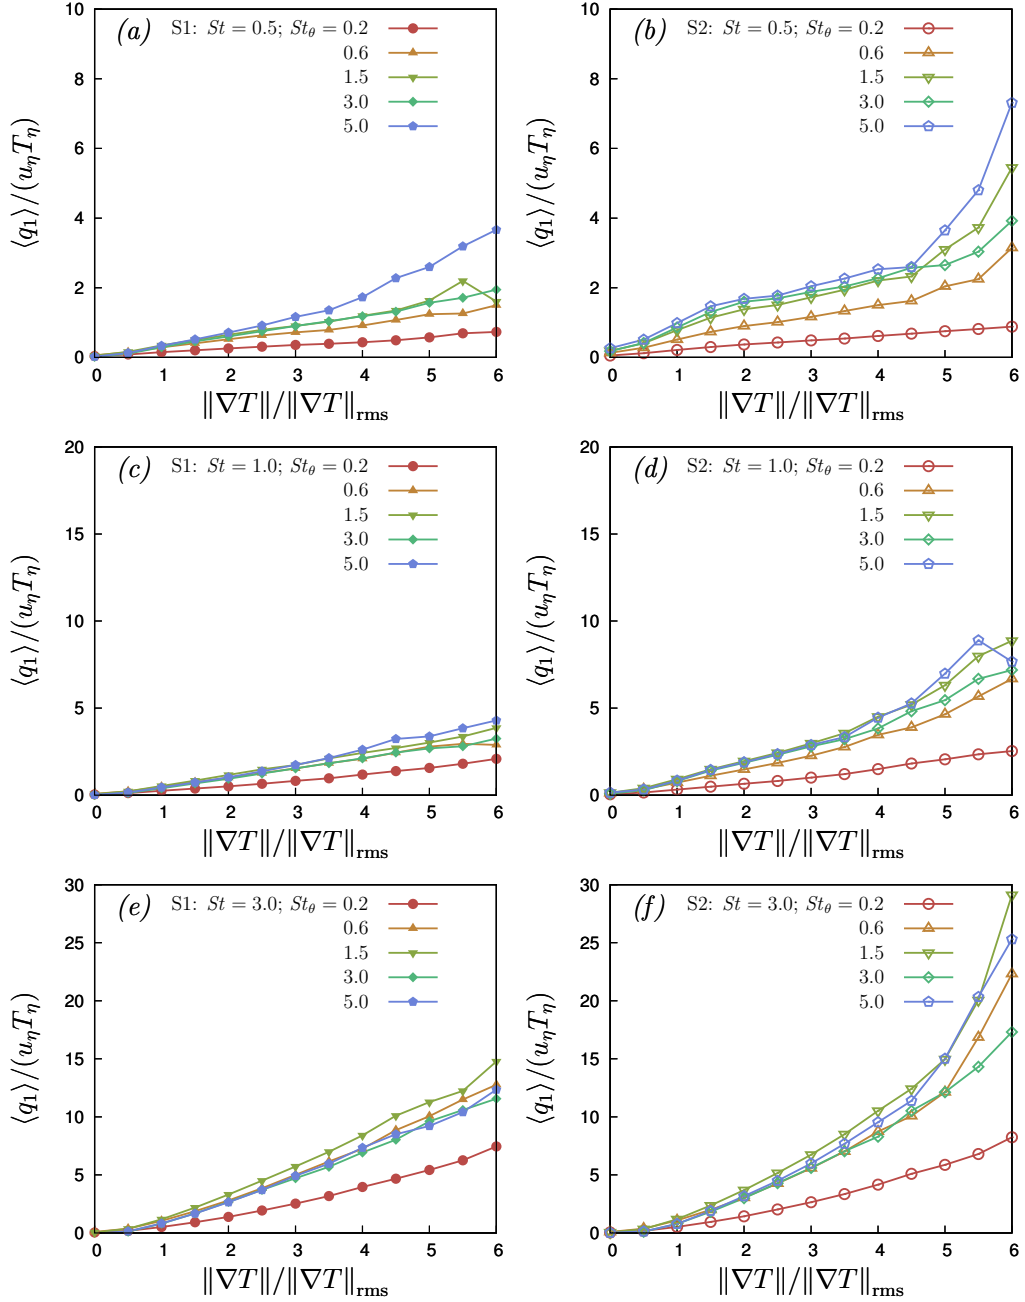 (a) S1: St = 0.5; Stθ = 0.2
0.6
1.5
3.0
5.0
10
8
6
4
2
0
⟨q1⟩/(uηTη)
0 1 2 3 4 5 6
‖∇T‖/‖∇T‖rms
(b) S2: St = 0.5; Stθ = 0.2
0.6
1.5
3.0
5.0
10
8
6
4
2
0
⟨q1⟩/(uηTη)
0 1 2 3 4 5 6
‖∇T‖/‖∇T‖rms
(c) S1: St = 1.0; Stθ = 0.2
0.6
1.5
3.0
5.0
20
15
10
5
0
⟨q1⟩/(uηTη)
0 1 2 3 4 5 6
‖∇T‖/‖∇T‖rms
(d) S2: St = 1.0; Stθ = 0.2
0.6
1.5
3.0
5.0
20
15
10
5
0
⟨q1⟩/(uηTη)
0 1 2 3 4 5 6
‖∇T‖/‖∇T‖rms
(e) S1: St = 3.0; Stθ = 0.2
0.6
1.5
3.0
5.0
30
25
20
15
10
5
0
⟨q1⟩/(uηTη)
0 1 2 3 4 5 6
‖∇T‖/‖∇T‖rms
(f) S2: St = 3.0; Stθ = 0.2
0.6
1.5
3.0
5.0
30
25
20
15
10
5
0
⟨q1⟩/(uηTη)
0 1 2 3 4 5 6
‖∇T‖/‖∇T‖rms